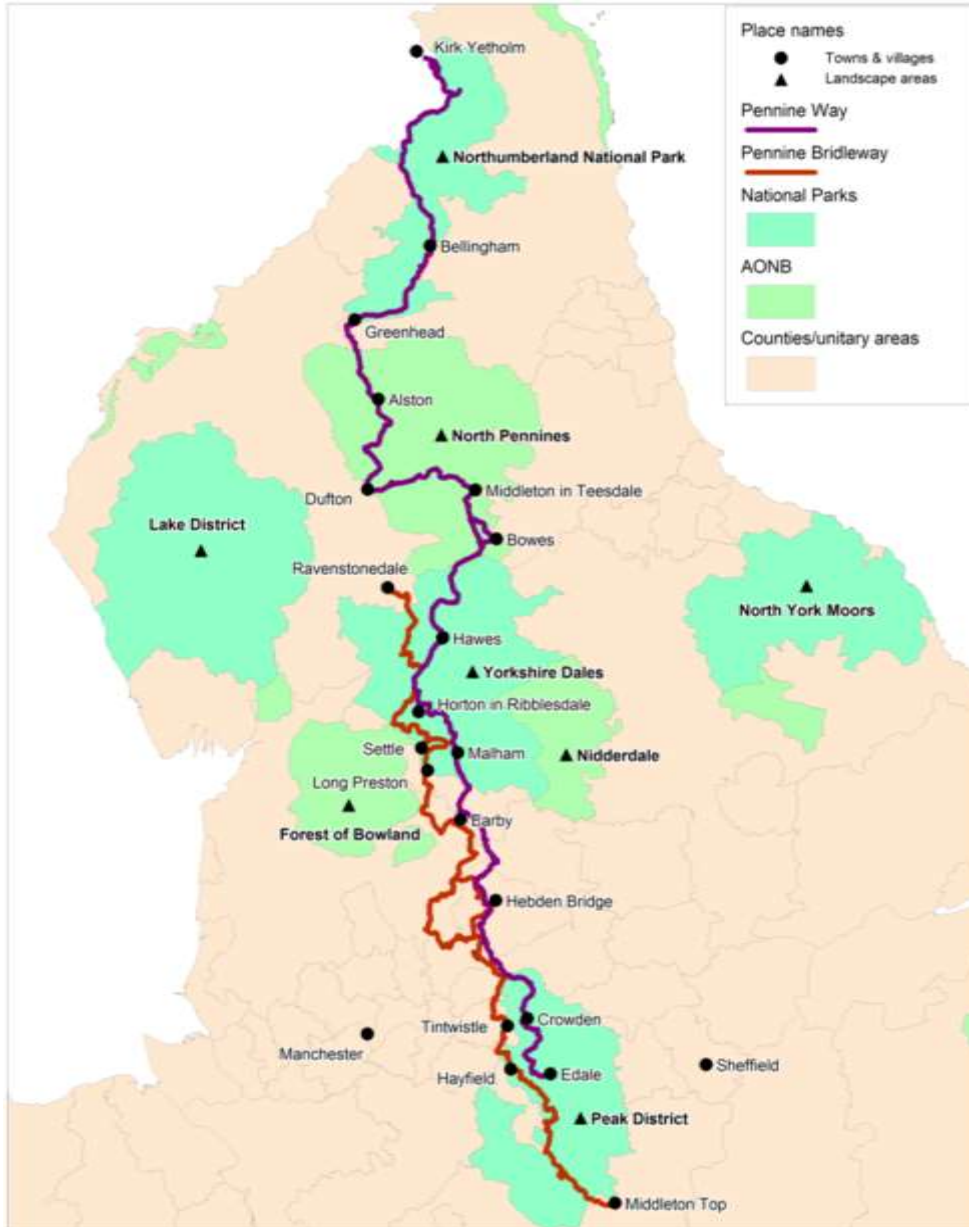 Kirk Yetholm
Place names
Towns & villages
Landscape areas
Pennine Way
Pennine Bridleway
National Parks
AONB
Counties/unitary areas
Northumberland National Park
Bellingham
Greenhead
Alston
North Pennines
Dufton
Middleton in Teesdale
Lake District
Bowes
Ravenstonedale
North York Moors
Hawes
Yorkshire Dales
Horton in Ribblesdale
Settle
Malham
Nidderdale
Long Preston
Forest of Bowland
Earby
Hebden Bridge
Tintwistle
Crowden
Manchester
Sheffield
Hayfield
Edale
Peak District
Middleton Top